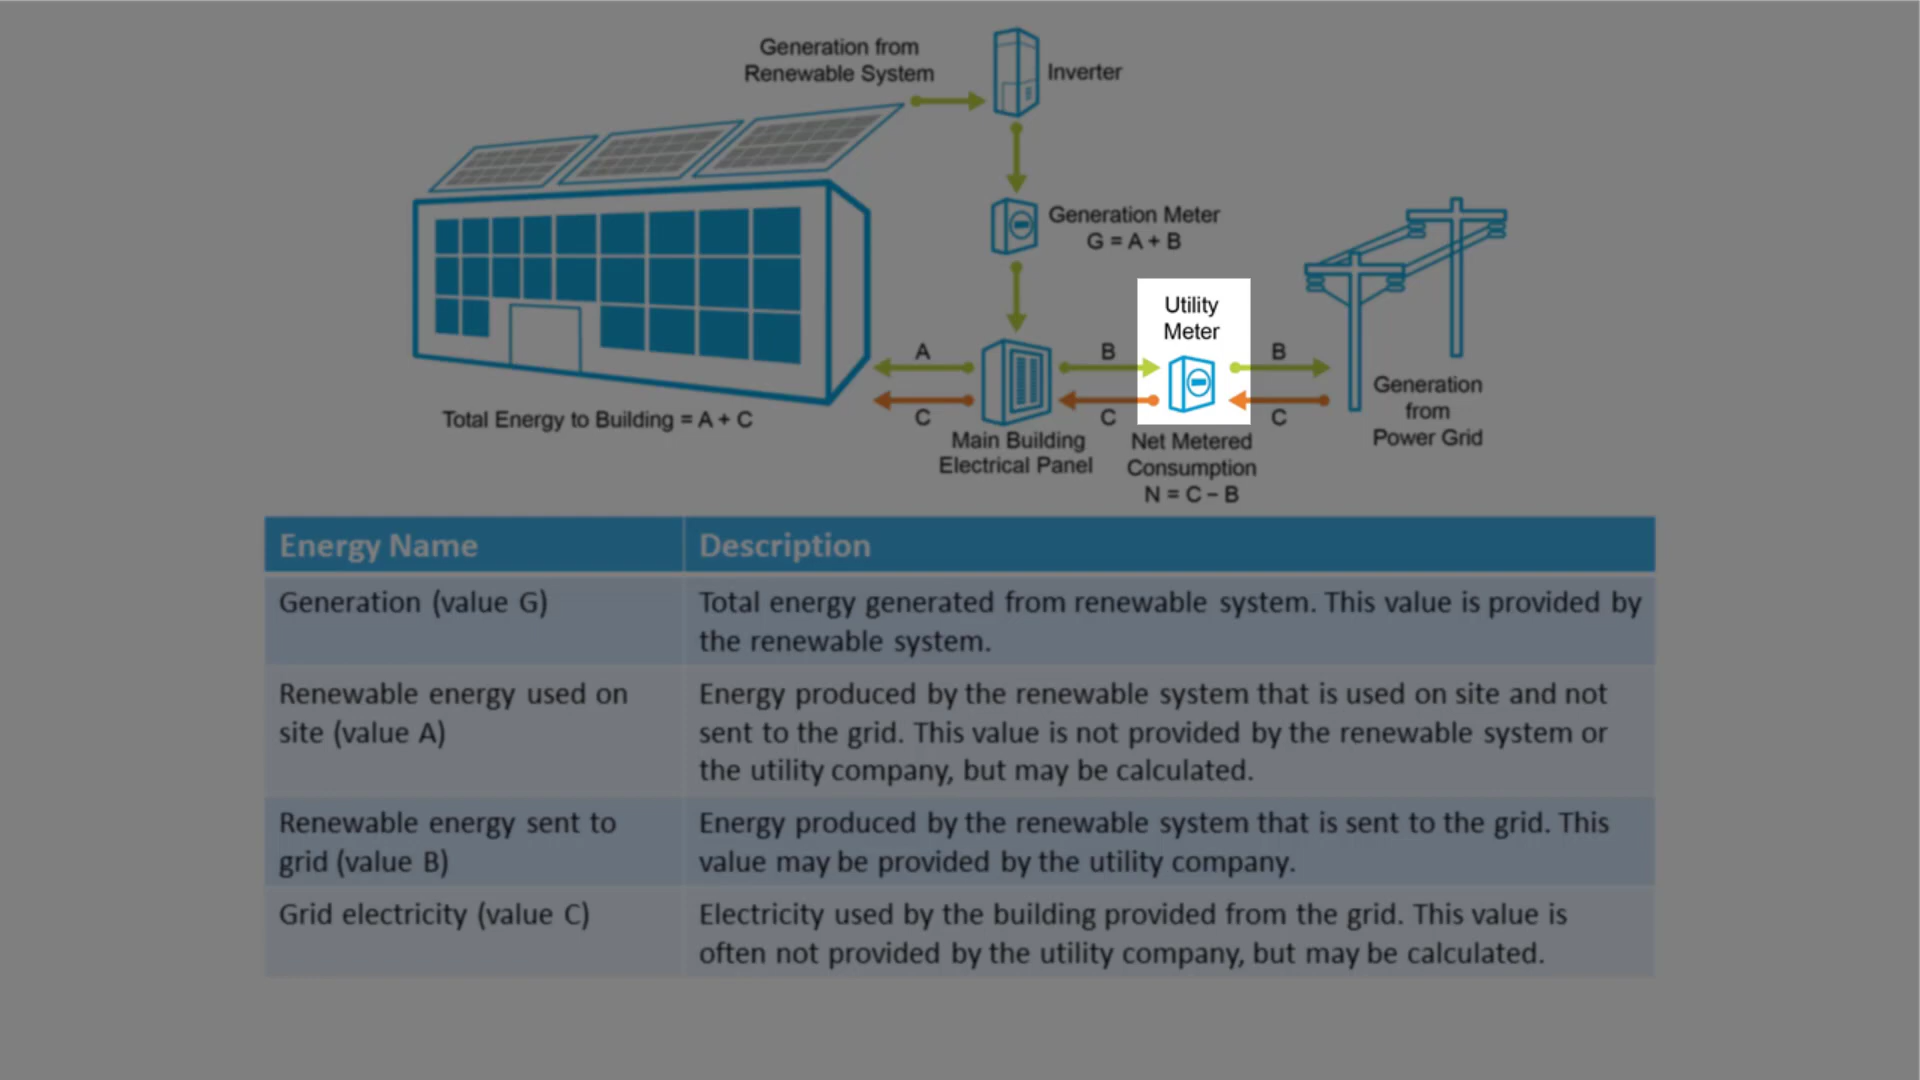 Generation from
Renewable System
Inverter
Generation Meter
G = A + B
Utility
Meter
A
B
B
C
C
C
Generation
from
Power Grid
Total Energy to Building = A + C
Main Building
Electrical Panel
Net Metered
Consumption
N = C – B
Energy Name
Description
Generation (value G)
Total energy generated from renewable system. This value is provided by
the renewable system.
Renewable energy used on
site (value A)
Energy produced by the renewable system that is used on site and not
sent to the grid. This value is not provided by the renewable system or
the utility company, but may be calculated.
Renewable energy sent to
grid (value B)
Energy produced by the renewable system that is sent to the grid. This
value may be provided by the utility company.
Grid electricity (value C)
Electricity used by the building provided from the grid. This value is
often not provided by the utility company, but may be calculated.